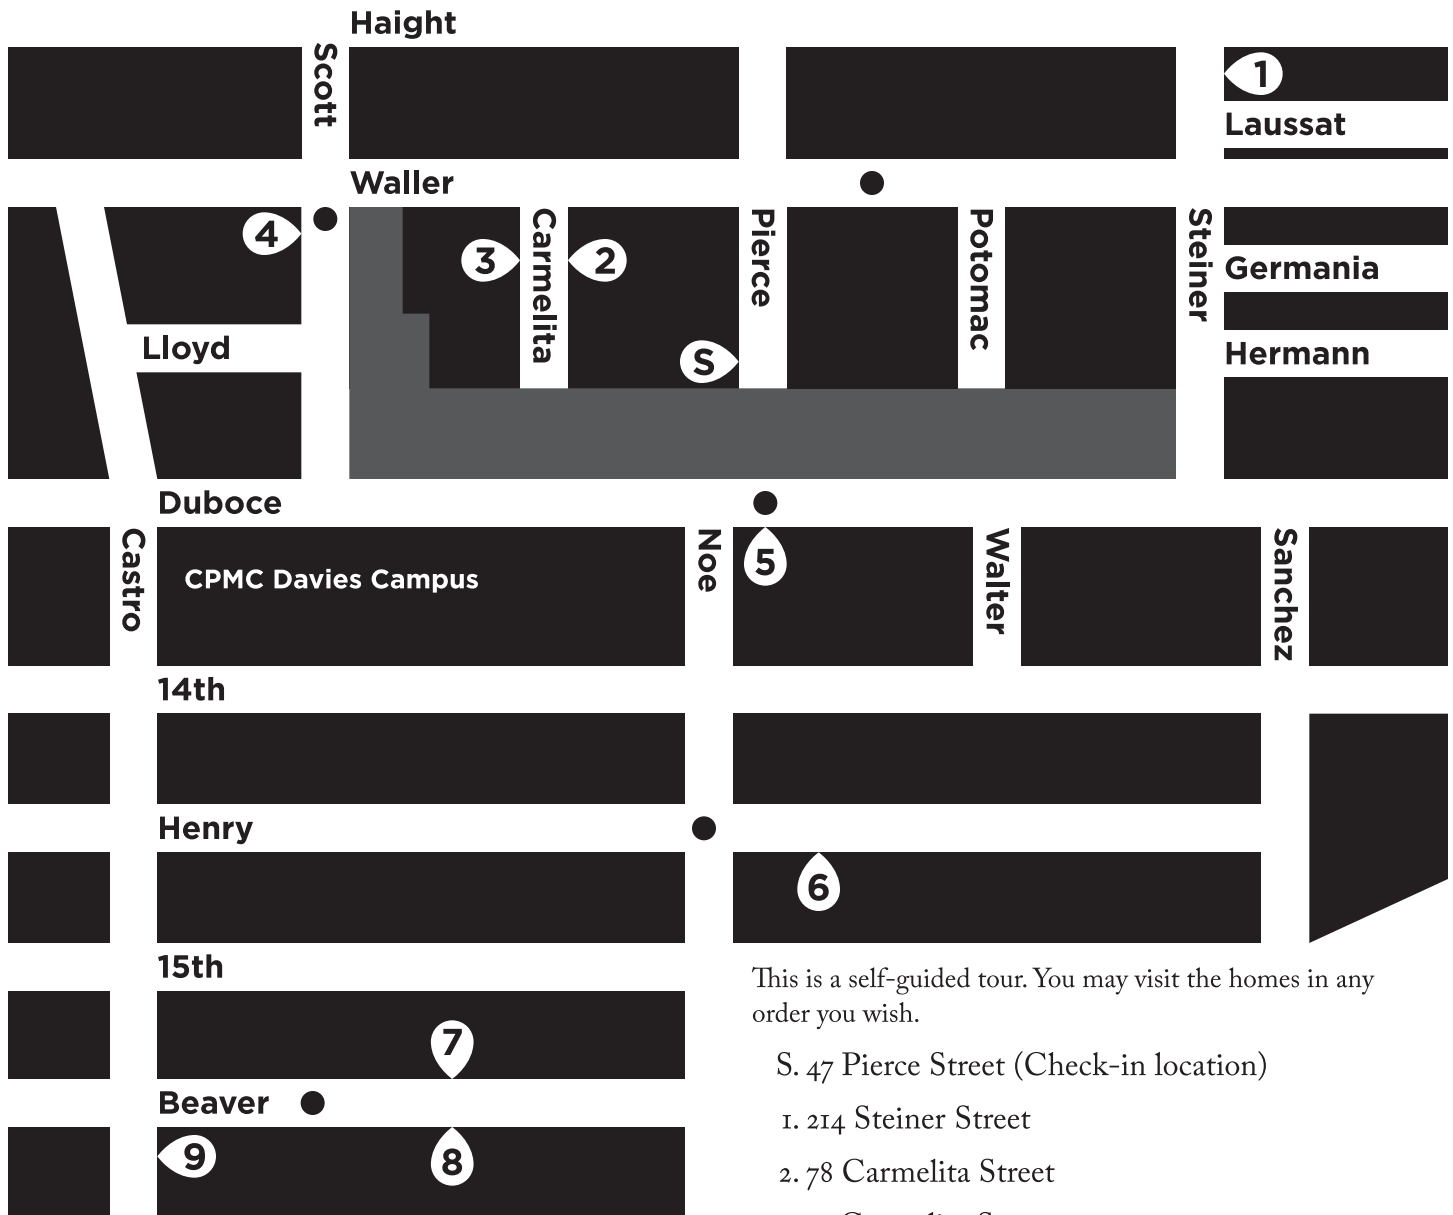 Haight
Scott
1
Laussat
Waller
4
3
Carmelita
2
Pierce
Potomac
Steiner
Germania
Lloyd
S
Hermann
Duboce
Castro
CPMC Davies Campus
Noe
5
Walter
Sanchez
14th
Henry
6
15th
This is a self-guided tour. You may visit the homes in any
order you wish.
7
S. 47 Pierce Street (Check-in location)
Beaver
1. 214 Steiner Street
9
8
2. 78 Carmelita Street